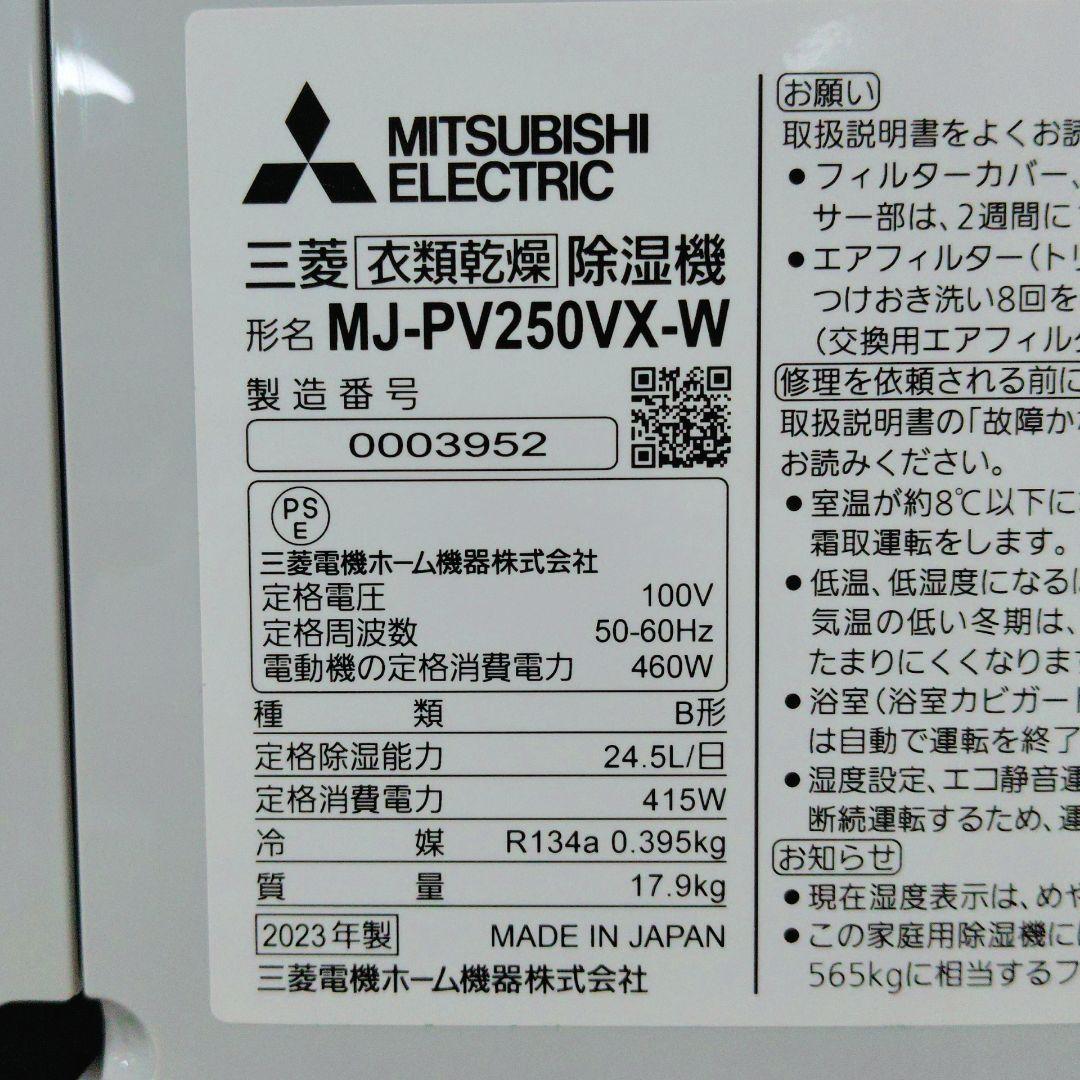 MITSUBISHI
ELECTRIC
三菱 衣類乾燥 除湿機
形名 MJ-PV250VX-W
製造番号
0003952
PS
E
三菱電機ホーム機器株式会社
定格電圧 100V
定格周波数 50-60Hz
電動機の定格消費電力 460W
種類 B形
定格除湿能力 24.5L/日
定格消費電力 415W
冷媒 R134a 0.395kg
質量 17.9kg
2023年製 MADE IN JAPAN
三菱電機ホーム機器株式会社
お願い
取扱説明書をよくお読
●フィルターカバー、
サー部は、2週間に
●エアフィルター(トリ
つけおき洗い8回を
(交換用エアフィルタ
修理を依頼される前に
取扱説明書の「故障か
お読みください。
●室温が約8℃以下に
霜取運転をします。
●低温、低湿度になるほ
気温の低い冬期は、
たまりにくくなります
●浴室(浴室カビガード
は自動で運転を終了
●湿度設定、エコ静音運
断続運転するため、運
お知らせ
●現在湿度表示は、めや
●この家庭用除湿機には
565kgに相当するフ